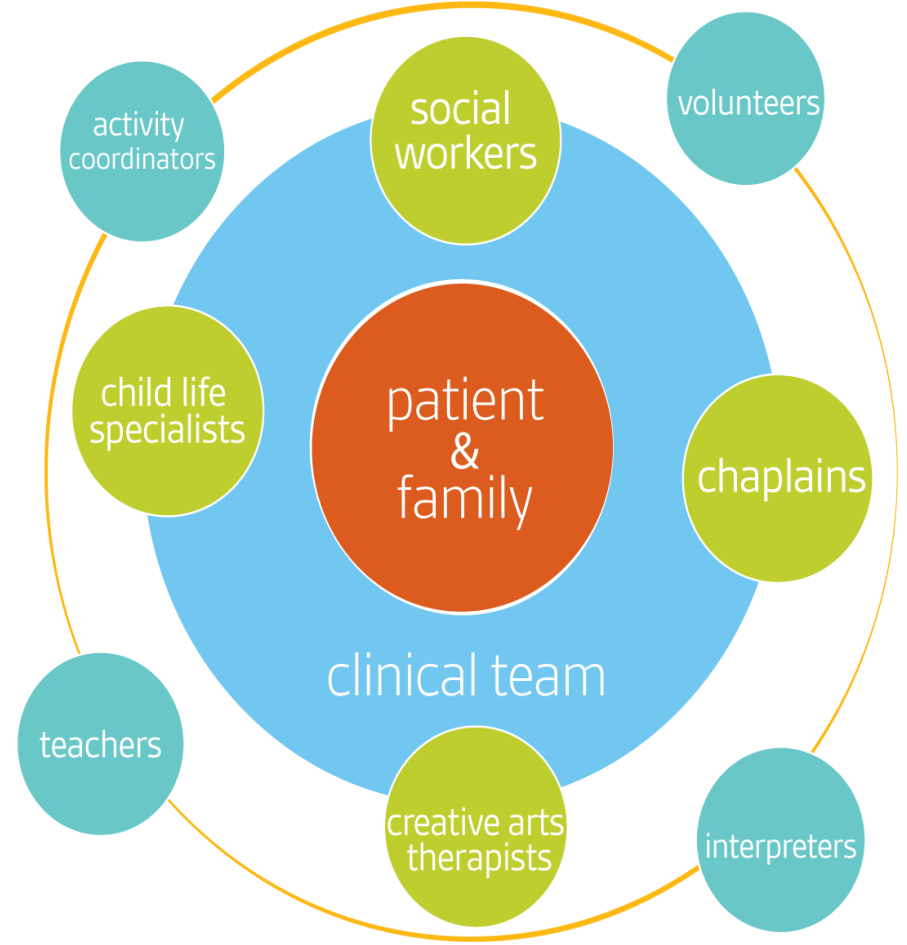 social
workers
volunteers
activity
coordinators
child life
specialists
patient
&
family
chaplains
clinical team
teachers
creative arts
therapists
interpreters